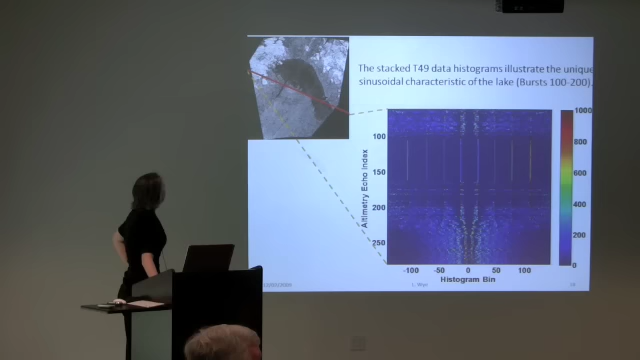 The stacked T49 data histograms illustrate the unique
sinusoidal characteristic of the lake (Bursts 100-200).
1000
800
600
400
200
0
100
150
200
250
Altimetry Echo Index
-100 -50 0 50 100
Histogram Bin